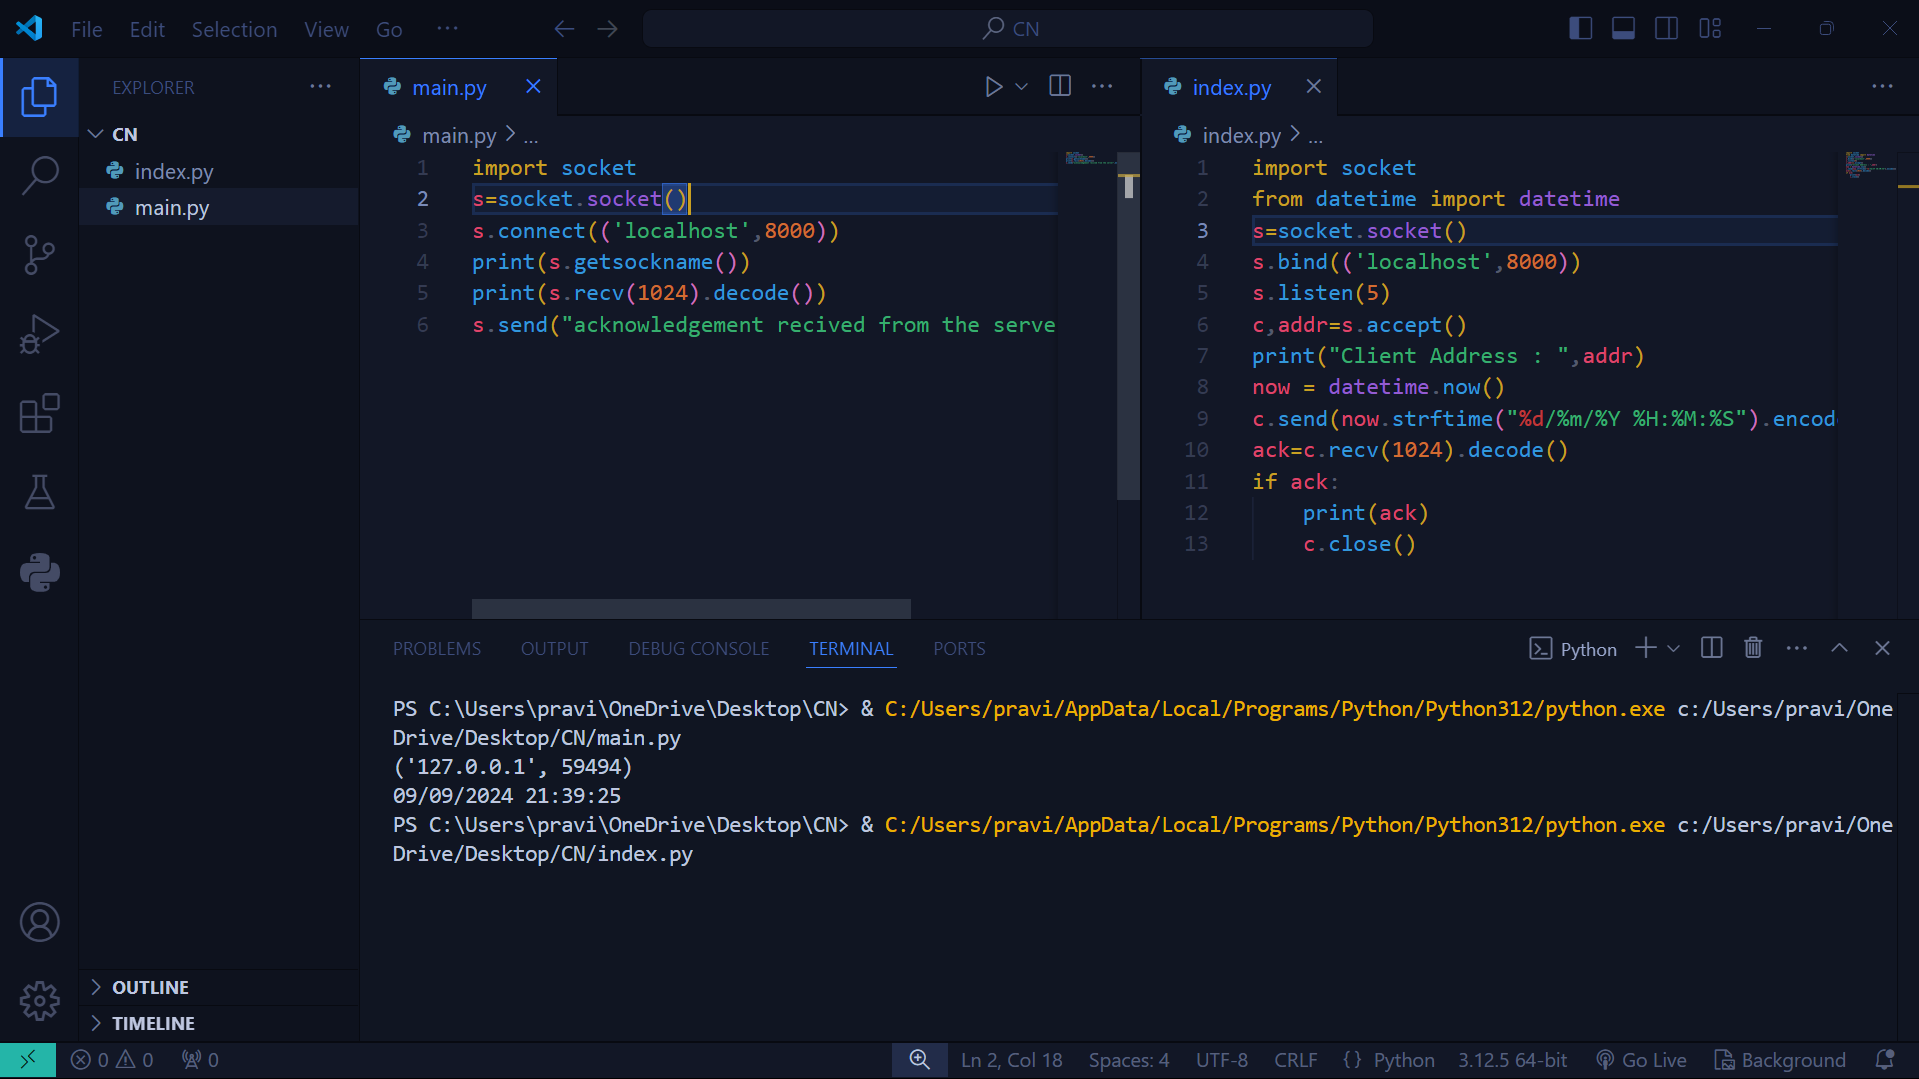 File Edit Selection View Go ···
CN
EXPLORER
CN
index.py
main.py
OUTLINE
TIMELINE
main.py
main.py > ...
1 import socket
2 s=socket.socket()
3 s.connect(('localhost',8000))
4 print(s.getsockname())
5 print(s.recv(1024).decode())
6 s.send("acknowledgement recived from the serve
index.py
index.py > ...
1 import socket
2 from datetime import datetime
3 s=socket.socket()
4 s.bind(('localhost',8000))
5 s.listen(5)
6 c,addr=s.accept()
7 print("Client Address : ",addr)
8 now = datetime.now()
9 c.send(now.strftime("%d/%m/%Y %H:%M:%S").encod
10 ack=c.recv(1024).decode()
11 if ack:
12 print(ack)
13 c.close()
PROBLEMS OUTPUT DEBUG CONSOLE TERMINAL PORTS
Python
PS C:\Users\pravi\OneDrive\Desktop\CN> & C:/Users/pravi/AppData/Local/Programs/Python/Python312/python.exe c:/Users/pravi/One
Drive/Desktop/CN/main.py
('127.0.0.1', 59494)
09/09/2024 21:39:25
PS C:\Users\pravi\OneDrive\Desktop\CN> & C:/Users/pravi/AppData/Local/Programs/Python/Python312/python.exe c:/Users/pravi/One
Drive/Desktop/CN/index.py
0 0 0 Ln 2, Col 18 Spaces: 4 UTF-8 CRLF {} Python 3.12.5 64-bit Go Live Background